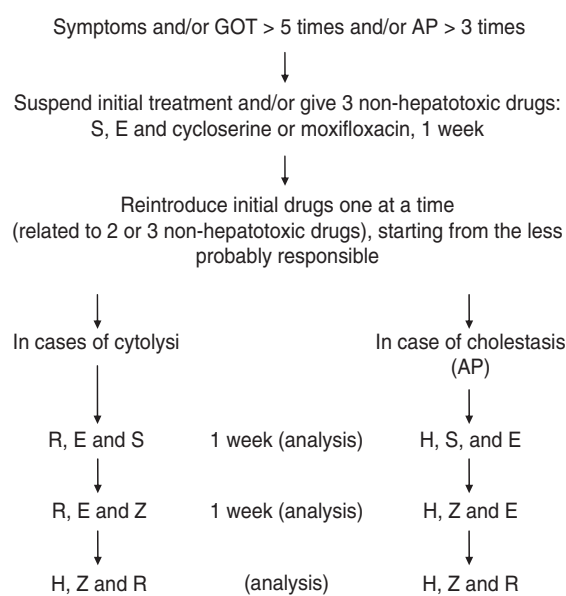 Symptoms and/or GOT > 5 times and/or AP > 3 times
Suspend initial treatment and/or give 3 non-hepatotoxic drugs:
S, E and cycloserine or moxifloxacin, 1 week
Reintroduce initial drugs one at a time
(related to 2 or 3 non-hepatotoxic drugs), starting from the less
probably responsible
In cases of cytolysi
In case of cholestasis
(AP)
R, E and S 1 week (analysis) H, S, and E
R, E and Z 1 week (analysis) H, Z and E
H, Z and R (analysis) H, Z and R